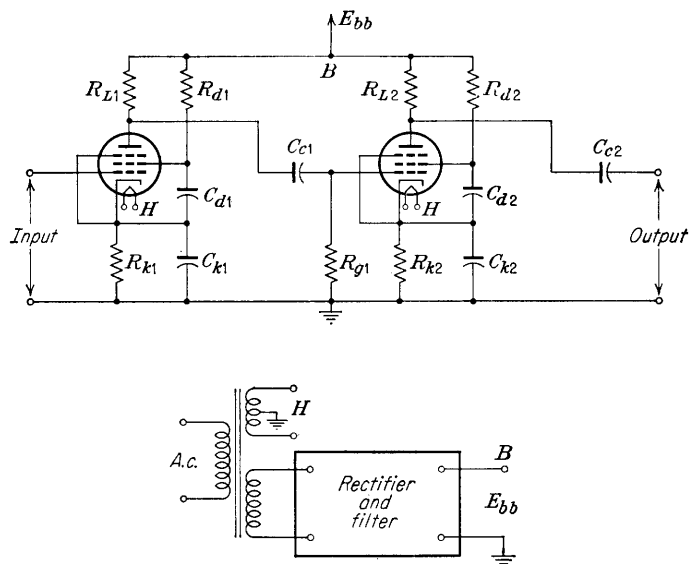 E_bb
B
R_L1
R_d1
R_L2
R_d2
C_c1
C_c2
C_d1
C_d2
H
H
Input
Output
R_k1
C_k1
R_g1
R_k2
C_k2
H
A.c.
B
Rectifier
and
filter
E_bb